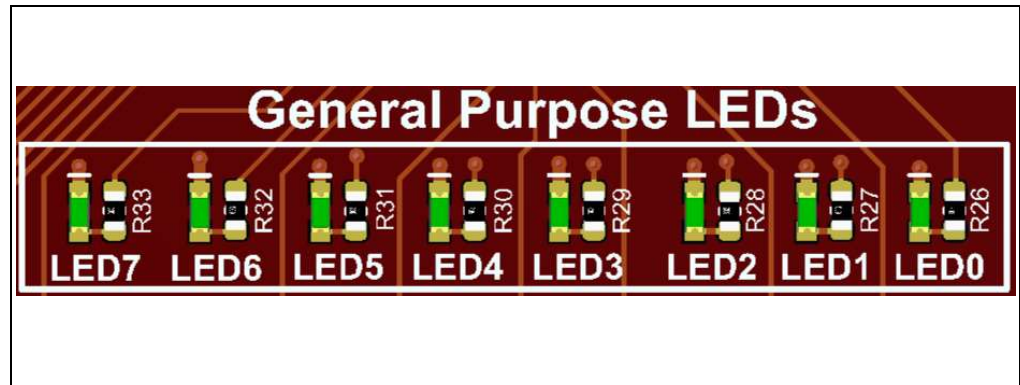 General Purpose LEDs
R33 R32 R31 R30 R29 R28 R27 R26
LED7 LED6 LED5 LED4 LED3 LED2 LED1 LED0